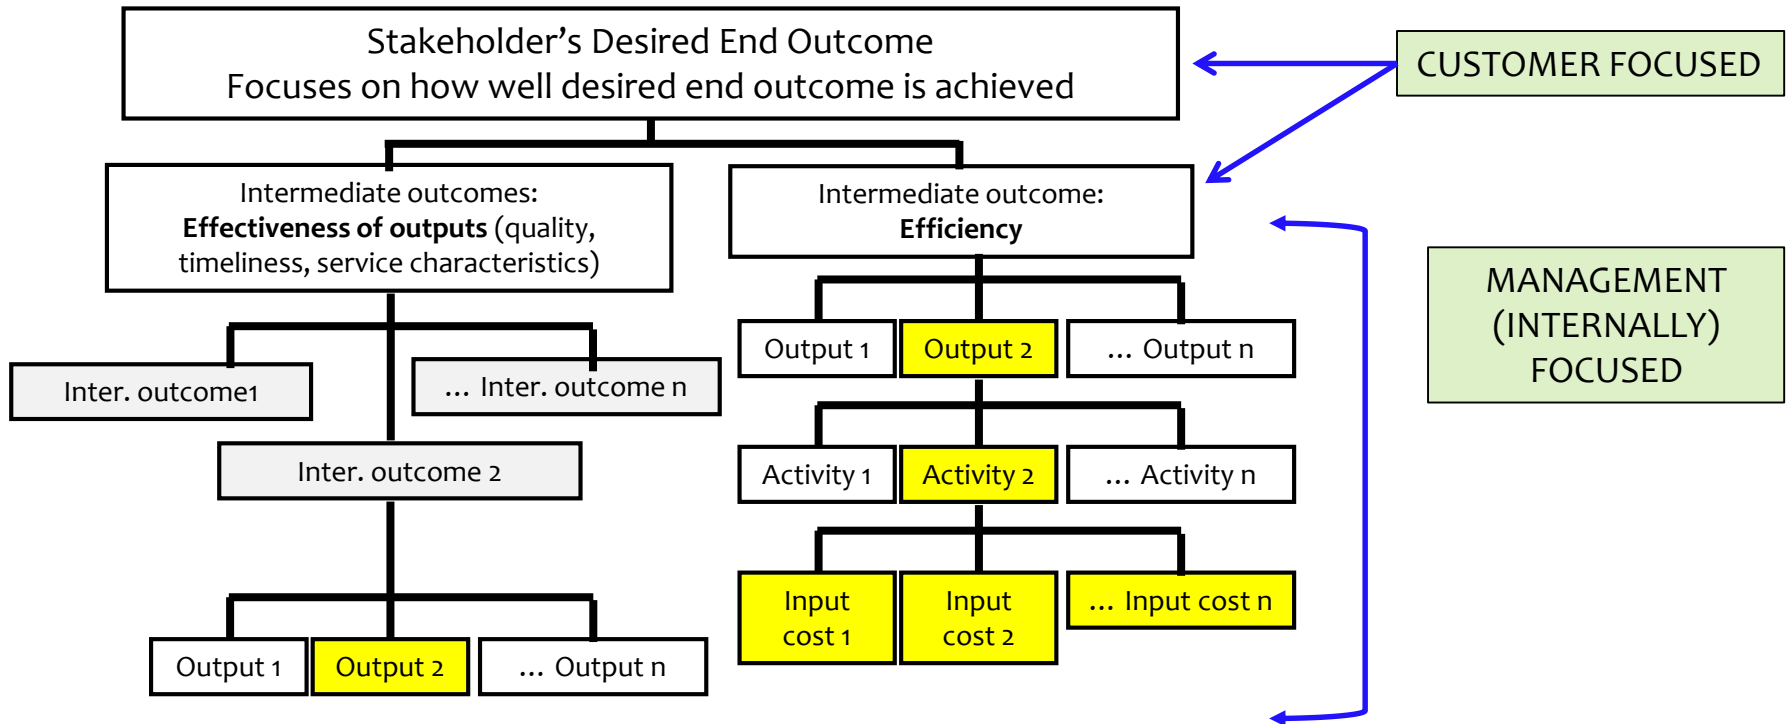 Stakeholder’s Desired End Outcome
Focuses on how well desired end outcome is achieved
CUSTOMER FOCUSED
Intermediate outcomes:
Effectiveness of outputs (quality,
timeliness, service characteristics)
Intermediate outcome:
Efficiency
MANAGEMENT
(INTERNALLY)
FOCUSED
Output 1
Output 2
... Output n
Inter. outcome1
... Inter. outcome n
Inter. outcome 2
Activity 1
Activity 2
... Activity n
Input
cost 1
Input
cost 2
... Input cost n
Output 1
Output 2
... Output n